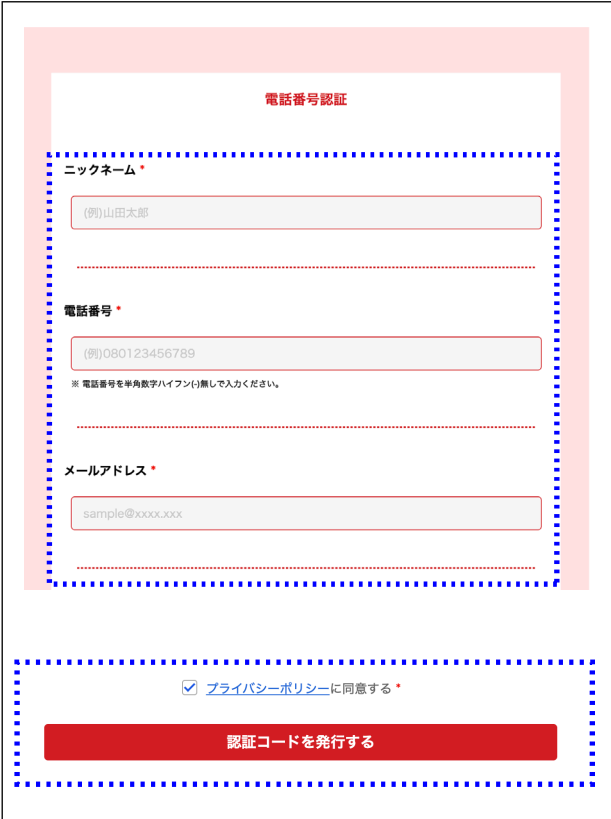 電話番号認証
ニックネーム *
(例)山田太郎
電話番号 *
(例)080123456789
※ 電話番号を半角数字ハイフン(-)無しで入力ください。
メールアドレス *
sample@xxxx.xxx
プライバシーポリシーに同意する *
認証コードを発行する